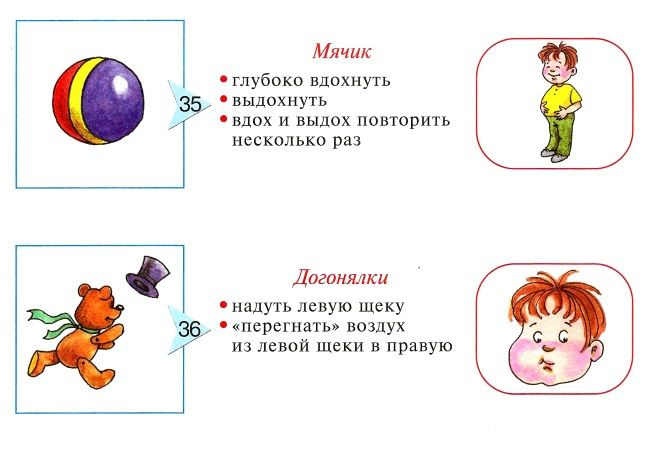 Мячик
• глубоко вдохнуть
35
• выдохнуть
• вдох и выдох повторить
несколько раз
Догонялки
• надуть левую щеку
36
• «перегнать» воздух
из левой щеки в правую